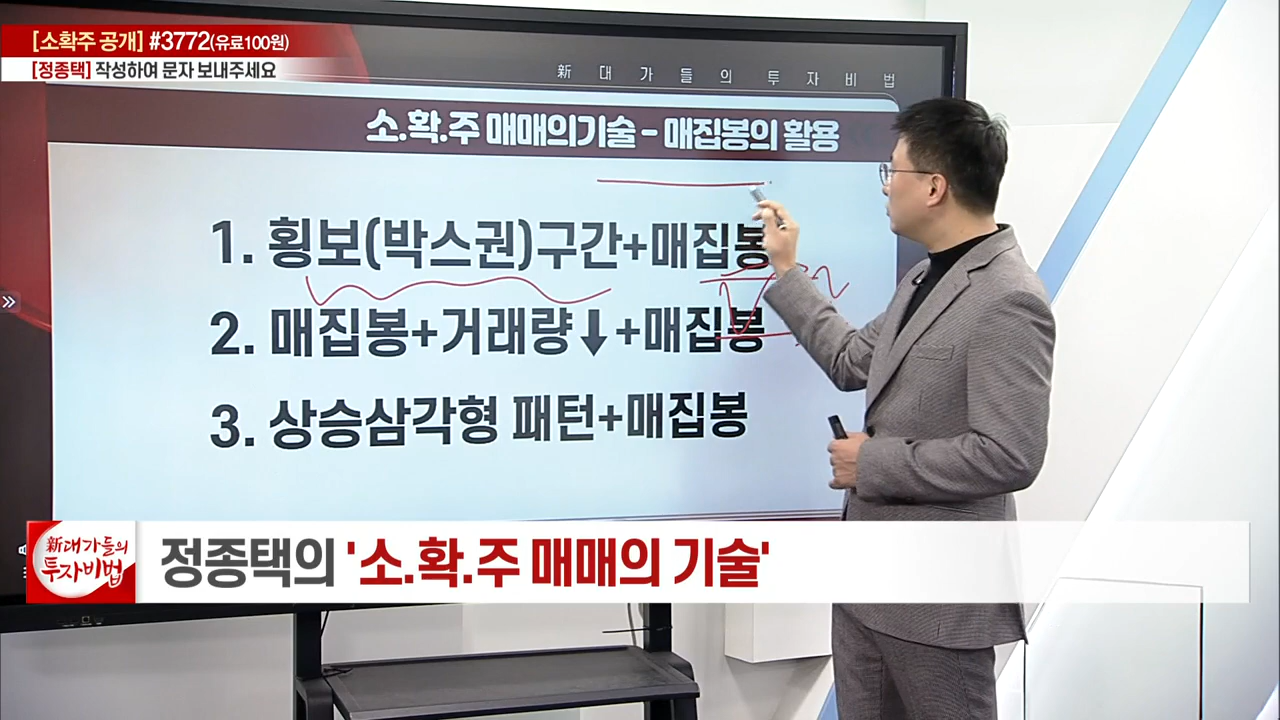 [소확주 공개] #3772(유료100원)
[정종택] 작성하여 문자 보내주세요
新 대 가 들 의 투 자 비 법
소.확.주 매매의기술 - 매집봉의 활용
1. 횡보(박스권)구간+매집봉
2. 매집봉+거래량↓+매집봉
3. 상승삼각형 패턴+매집봉
新대가들의
투자비법
정종택의 '소.확.주 매매의 기술'